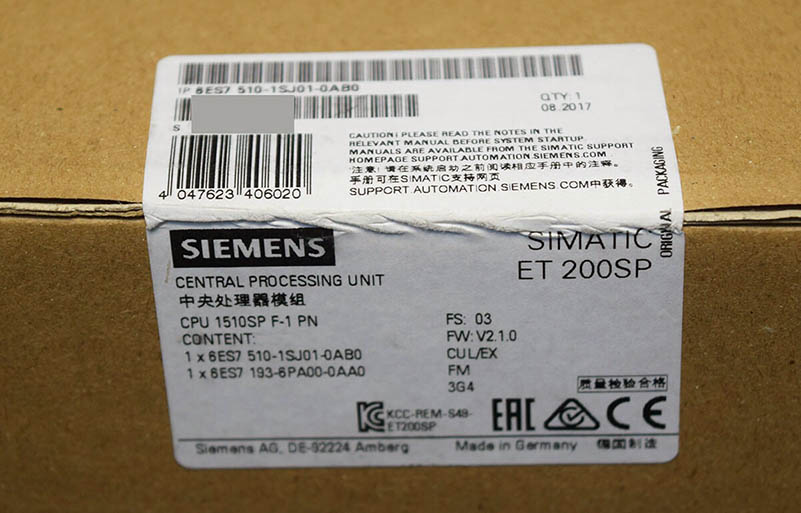 1P 6ES7 510-1SJ01-0AB0
QTY: 1
08.2017
S
CAUTION! PLEASE READ THE NOTES IN THE
RELEVANT MANUAL BEFORE SYSTEM STARTUP
MANUALS ARE AVAILABLE FROM THE SIMATIC SUPPORT
HOMEPAGE SUPPORT.AUTOMATION.SIEMENS.COM
注意! 请在系统启动之前阅读相应手册中的注释。
手册可在SIMATIC支持网页
SUPPORT.AUTOMATION.SIEMENS.COM中获得。
4 047623 406020
ORIGINAL PACKAGING
SIEMENS
SIMATIC
ET 200SP
CENTRAL PROCESSING UNIT
中央处理器模组
CPU 1510SP F-1 PN
CONTENT:
1 x 6ES7 510-1SJ01-0AB0
1 x 6ES7 193-6PA00-0AA0
FS: 03
FW: V2.1.0
CUL/EX
FM
3G4
质量检验合格
KCC-REM-S49-
ET200SP
EAC CE
Siemens AG, DE-92224 Amberg
Made in Germany
德国制造